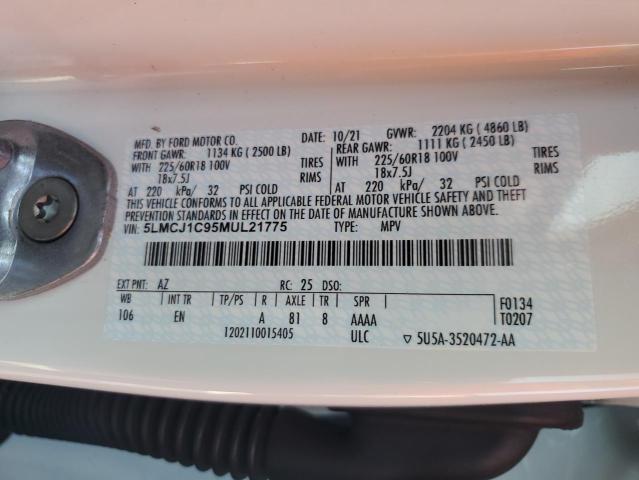 MFD. BY FORD MOTOR CO. 10/21 GVWR: 2204 KG ( 4860 LB)
FRONT GAWR: 1134 KG ( 2500 LB) REAR GAWR: 1111 KG ( 2450 LB)
WITH 225/60R18 100V TIRES WITH 225/60R18 100V TIRES
18x7.5J RIMS 18x7.5J RIMS
AT 220 kPa/ 32 PSI COLD AT 220 kPa/ 32 PSI COLD
THIS VEHICLE CONFORMS TO ALL APPLICABLE FEDERAL MOTOR VEHICLE SAFETY AND THEFT
PREVENTION STANDARDS IN EFFECT ON THE DATE OF MANUFACTURE SHOWN ABOVE.
VIN: 5LMCJ1C95MUL21775 TYPE: MPV
EXT PNT: AZ RC: 25 DSO:
WB INT TR TP/PS R AXLE TR SPR F0134
106 EN A 81 8 AAAA T0207
1202110015405 ULC ▽ 5U5A-3520472-AA